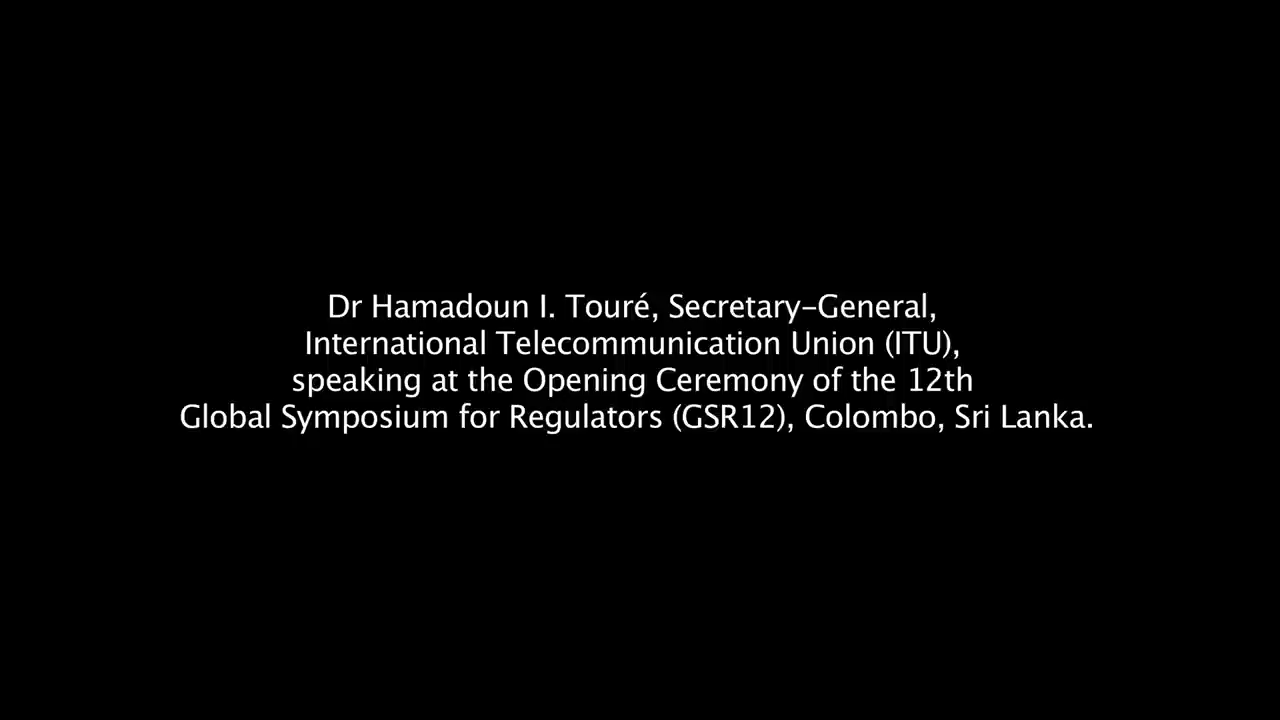 Dr Hamadoun I. Touré, Secretary-General,
International Telecommunication Union (ITU),
speaking at the Opening Ceremony of the 12th
Global Symposium for Regulators (GSR12), Colombo, Sri Lanka.